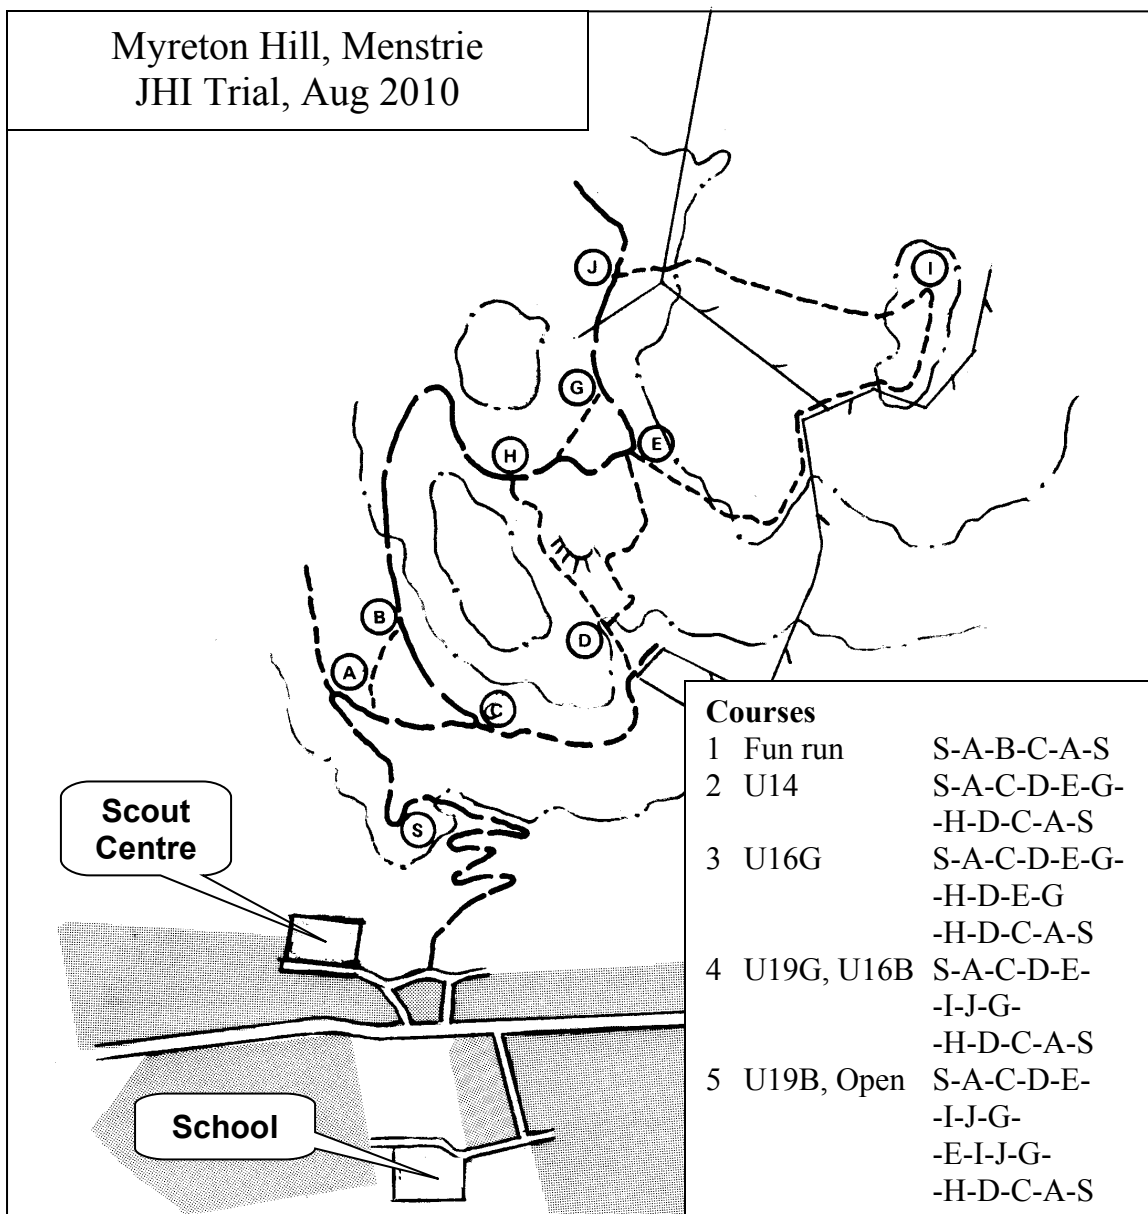 Myreton Hill, Menstrie
JHI Trial, Aug 2010
J
I
G
E
H
B
D
A
C
S
Scout
Centre
School
Courses
1 Fun run S-A-B-C-A-S
2 U14 S-A-C-D-E-G-
-H-D-C-A-S
3 U16G S-A-C-D-E-G-
-H-D-E-G
-H-D-C-A-S
4 U19G, U16B S-A-C-D-E-
-I-J-G-
-H-D-C-A-S
5 U19B, Open S-A-C-D-E-
-I-J-G-
-E-I-J-G-
-H-D-C-A-S